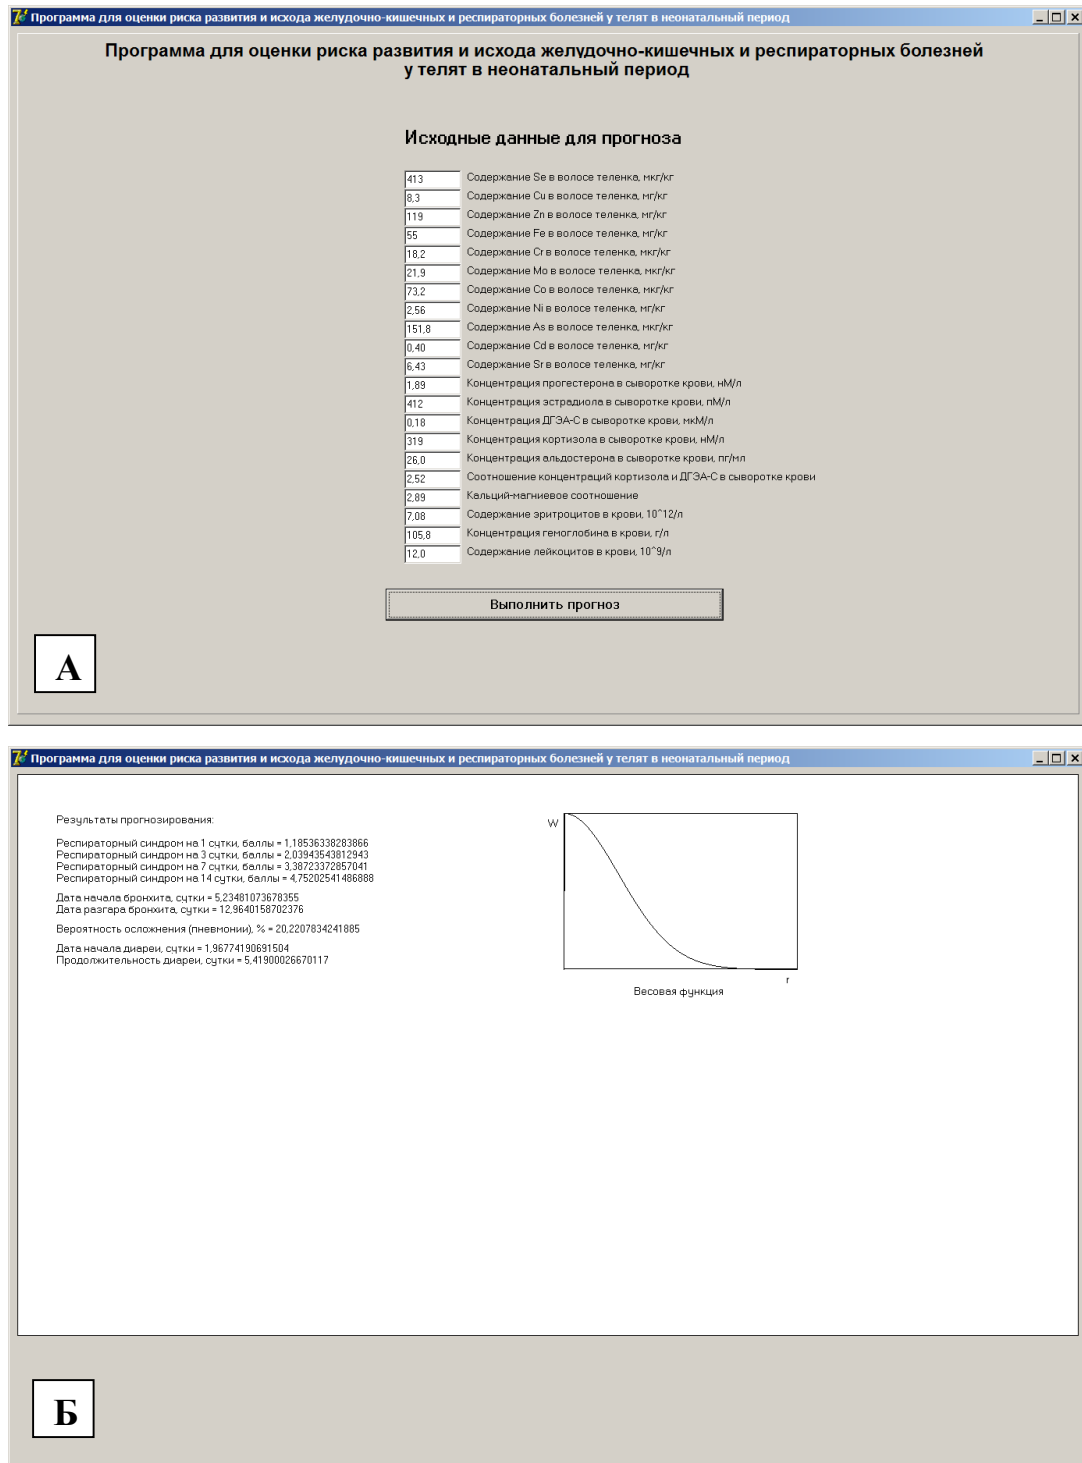 Программа для оценки риска развития и исхода желудочно-кишечных и респираторных болезней у телят в неонатальный период
Программа для оценки риска развития и исхода желудочно-кишечных и респираторных болезней
у телят в неонатальный период
Исходные данные для прогноза
413 Содержание Se в волосе теленка, мкг/кг
8,3 Содержание Cu в волосе теленка, мг/кг
119 Содержание Zn в волосе теленка, мг/кг
55 Содержание Fe в волосе теленка, мг/кг
18,2 Содержание Cr в волосе теленка, мкг/кг
21,9 Содержание Mo в волосе теленка, мкг/кг
73,2 Содержание Co в волосе теленка, мкг/кг
2,56 Содержание Ni в волосе теленка, мг/кг
151,8 Содержание As в волосе теленка, мкг/кг
0,40 Содержание Cd в волосе теленка, мг/кг
6,43 Содержание Sr в волосе теленка, мг/кг
1,89 Концентрация прогестерона в сыворотке крови, нМ/л
412 Концентрация эстрадиола в сыворотке крови, пМ/л
0,18 Концентрация ДГЭА-С в сыворотке крови, мкМ/л
319 Концентрация кортизола в сыворотке крови, нМ/л
26,0 Концентрация альдостерона в сыворотке крови, пг/мл
2,52 Соотношение концентраций кортизола и ДГЭА-С в сыворотке крови
2,89 Кальций-магниевое соотношение
7,08 Содержание эритроцитов в крови, 10^12/л
105,8 Концентрация гемоглобина в крови, г/л
12,0 Содержание лейкоцитов в крови, 10^9/л
Выполнить прогноз
А
Программа для оценки риска развития и исхода желудочно-кишечных и респираторных болезней у телят в неонатальный период
Результаты прогнозирования:
Респираторный синдром на 1 сутки, баллы = 1,18536338283866
Респираторный синдром на 3 сутки, баллы = 2,03943543812943
Респираторный синдром на 7 сутки, баллы = 3,38723372857041
Респираторный синдром на 14 сутки, баллы = 4,75202541486888
Дата начала бронхита, сутки = 5,23481073678355
Дата разгара бронхита, сутки = 12,9640158702376
Вероятность осложнения (пневмонии), % = 20,2207834241885
Дата начала диареи, сутки = 1,96774190691504
Продолжительность диареи, сутки = 5,41900026670117
W
r
Весовая функция
Б